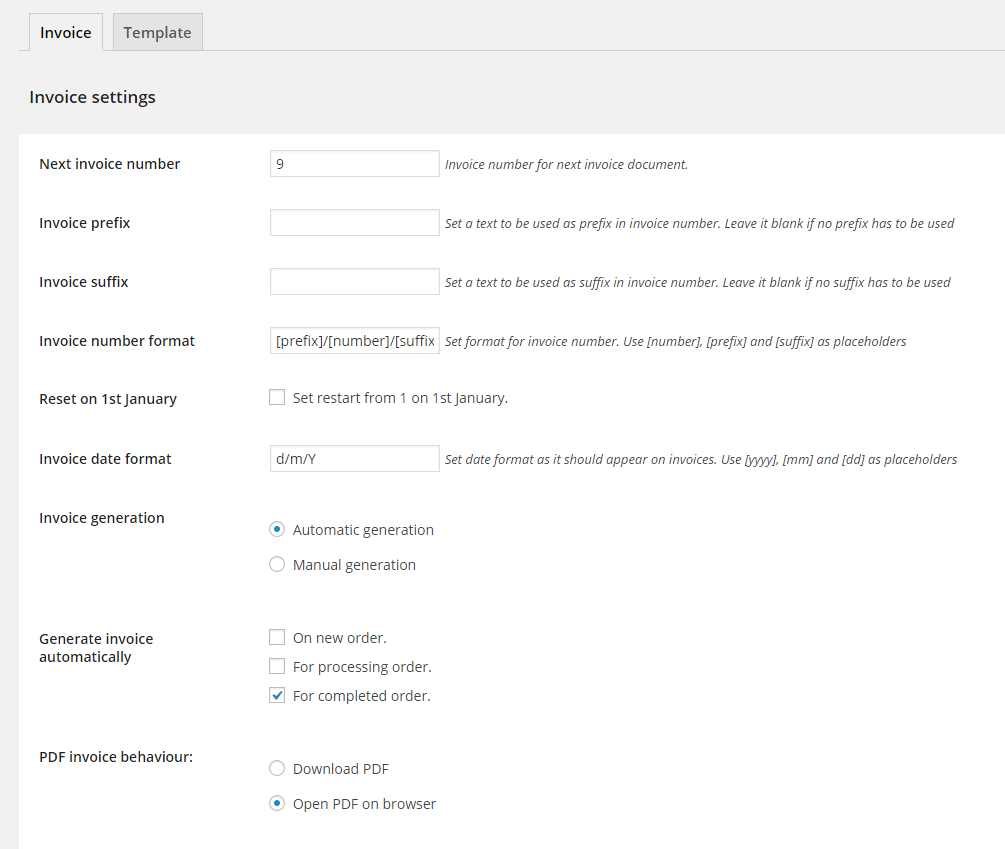 Invoice Template
Invoice settings
Next invoice number 9 Invoice number for next invoice document.
Invoice prefix Set a text to be used as prefix in invoice number. Leave it blank if no prefix has to be used
Invoice suffix Set a text to be used as suffix in invoice number. Leave it blank if no suffix has to be used
Invoice number format [prefix]/[number]/[suffix Set format for invoice number. Use [number], [prefix] and [suffix] as placeholders
Reset on 1st January Set restart from 1 on 1st January.
Invoice date format d/m/Y Set date format as it should appear on invoices. Use [yyyy], [mm] and [dd] as placeholders
Invoice generation
Automatic generation
Manual generation
Generate invoice
automatically
On new order.
For processing order.
For completed order.
PDF invoice behaviour:
Download PDF
Open PDF on browser